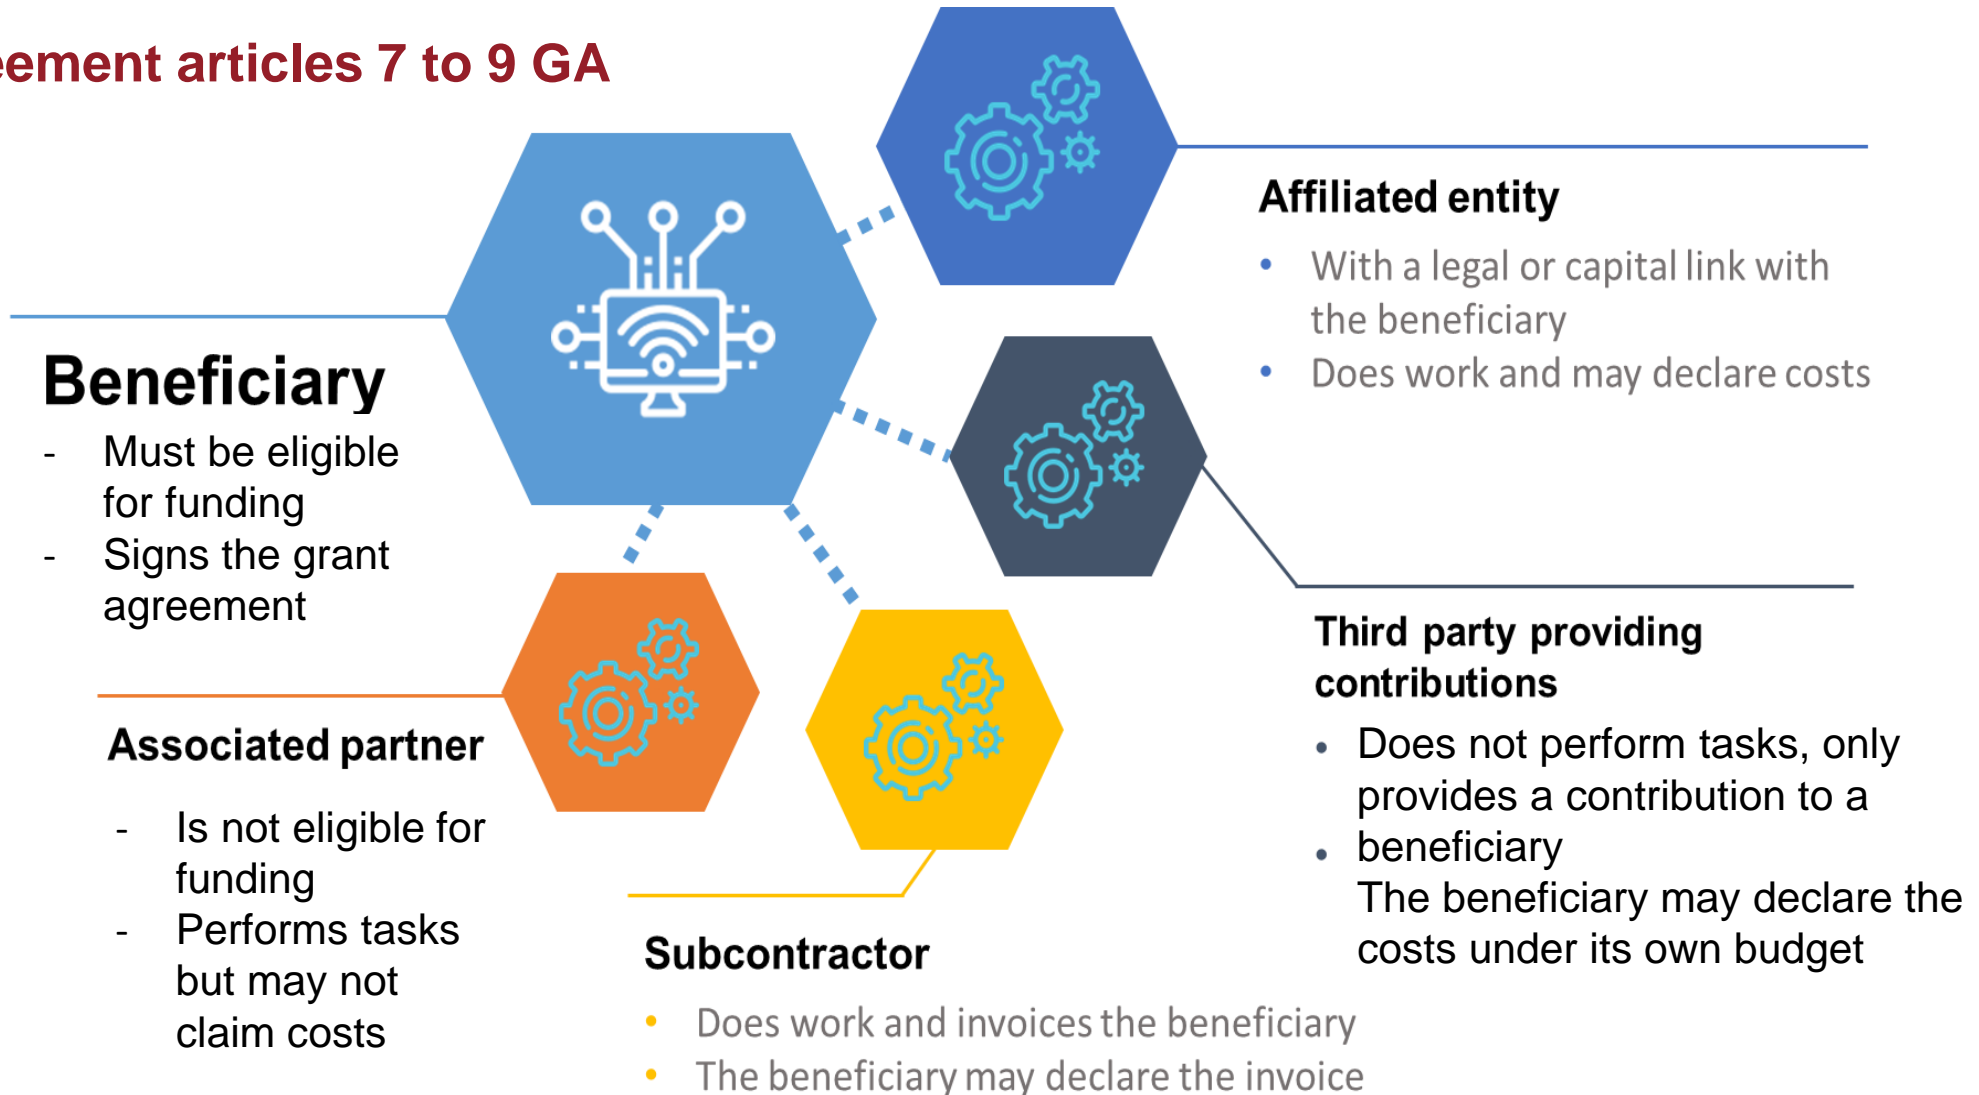 eement articles 7 to 9 GA
Beneficiary
- Must be eligible
for funding
- Signs the grant
agreement
Associated partner
- Is not eligible for
funding
- Performs tasks
but may not
claim costs
Subcontractor
• Does work and invoices the beneficiary
• The beneficiary may declare the invoice
Affiliated entity
• With a legal or capital link with
the beneficiary
• Does work and may declare costs
Third party providing
contributions
• Does not perform tasks, only
provides a contribution to a
• beneficiary
The beneficiary may declare the
costs under its own budget